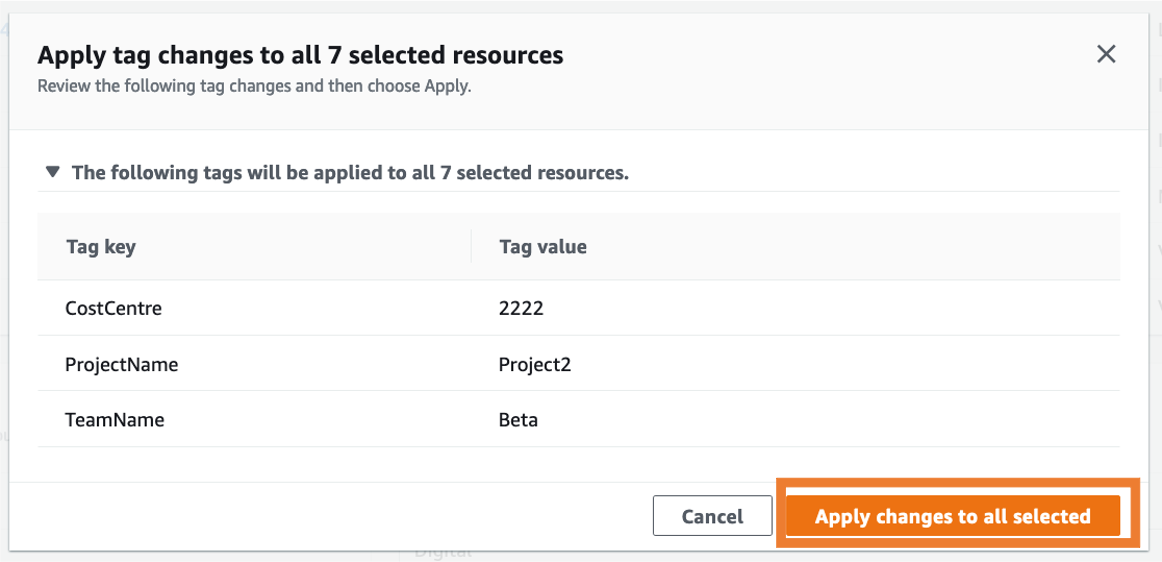 Apply tag changes to all 7 selected resources
Review the following tag changes and then choose Apply.
The following tags will be applied to all 7 selected resources.
Tag key Tag value
CostCentre 2222
ProjectName Project2
TeamName Beta
Cancel Apply changes to all selected
Digital